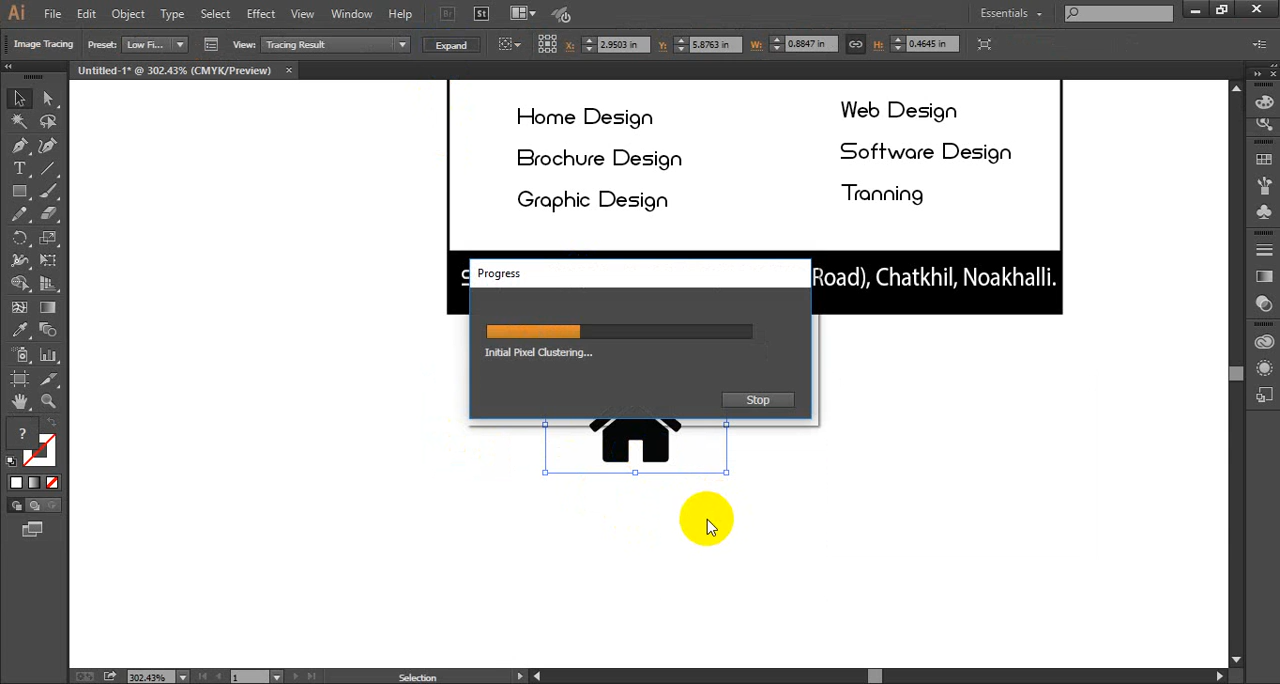 Ai File Edit Object Type Select Effect View Window Help Br St Essentials
Image Tracing Preset: Low Fi... View: Tracing Result Expand X: 2.9503 in Y: 5.8763 in W: 0.8847 in H: 0.4645 in
Untitled-1* @ 302.43% (CMYK/Preview) ×
Home Design
Brochure Design
Graphic Design
Web Design
Software Design
Tranning
Road), Chatkhil, Noakhalli.
Progress
Initial Pixel Clustering...
Stop
?
302.43% 1 Selection